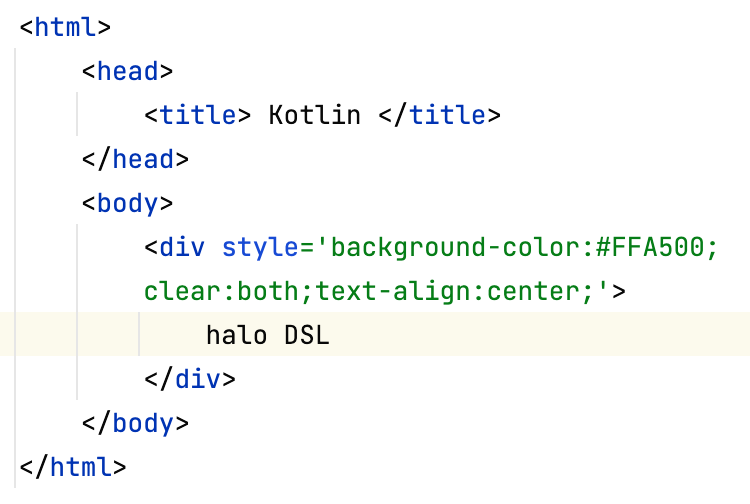 <html>
<head>
<title> Kotlin </title>
</head>
<body>
<div style='background-color:#FFA500;
clear:both;text-align:center;'>
halo DSL
</div>
</body>
</html>